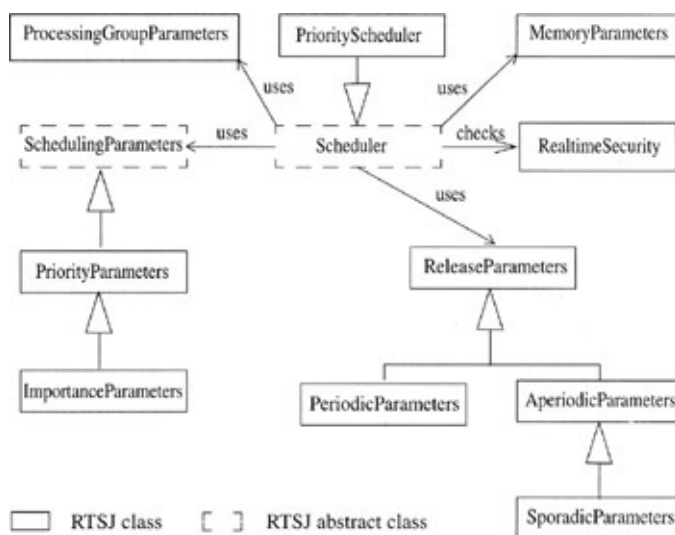 ProcessingGroupParameters
PriorityScheduler
MemoryParameters
uses
uses
SchedulingParameters
uses
Scheduler
checks
RealtimeSecurity
uses
PriorityParameters
ReleaseParameters
ImportanceParameters
PeriodicParameters
AperiodicParameters
RTSJ class
RTSJ abstract class
SporadicParameters